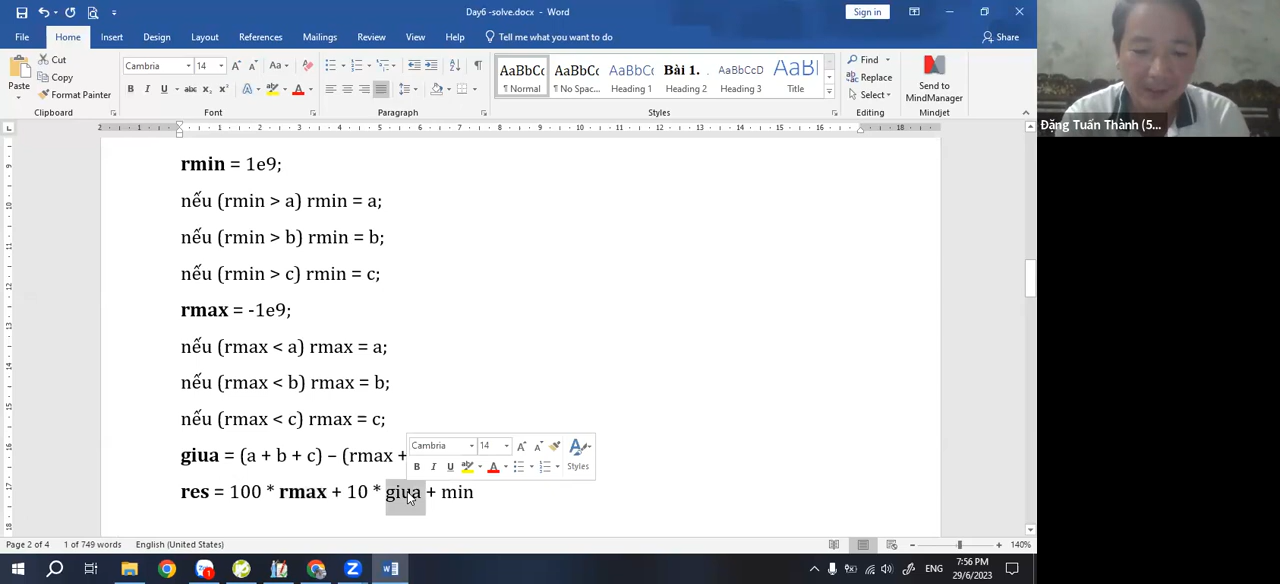 Day6 -solve.docx - Word
Sign in
File Home Insert Design Layout References Mailings Review View Help Tell me what you want to do Share
Paste Cut Copy Format Painter Clipboard
Cambria 14 Aa Font
Paragraph
AaBbCc AaBbCc AaBbCc Bài 1. AaBbCcD AaBl
¶ Normal ¶ No Spac... Heading 1 Heading 2 Heading 3 Title
Styles
Find Replace Select Editing
Send to MindManager Mindjet
Đặng Tuấn Thành (5...
rmin = 1e9;
nếu (rmin > a) rmin = a;
nếu (rmin > b) rmin = b;
nếu (rmin > c) rmin = c;
rmax = -1e9;
nếu (rmax < a) rmax = a;
nếu (rmax < b) rmax = b;
nếu (rmax < c) rmax = c;
Cambria 14
Styles
giua = (a + b + c) – (rmax +
res = 100 * rmax + 10 * giua + min
Page 2 of 4 1 of 749 words English (United States) 140%
ENG 7:56 PM
29/6/2023